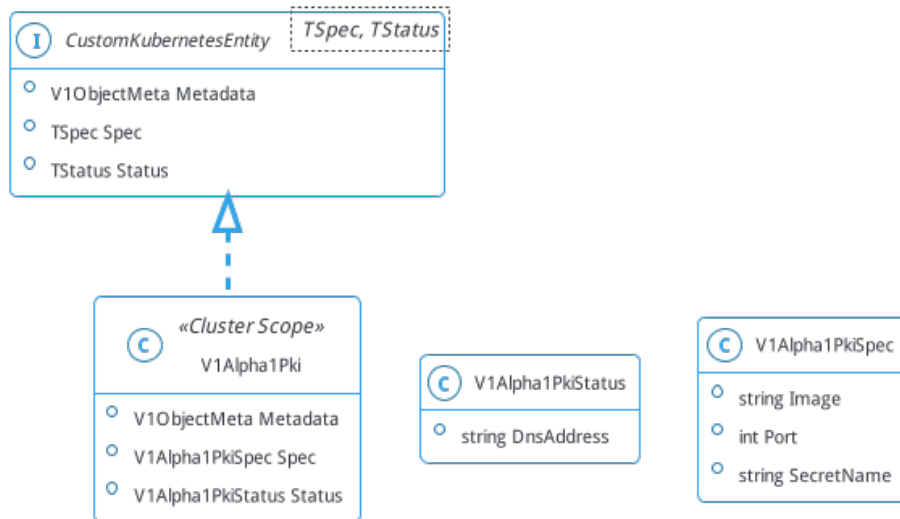 I CustomKubernetesEntity TSpec, TStatus
V1ObjectMeta Metadata
TSpec Spec
TStatus Status
«Cluster Scope»
C V1Alpha1Pki
V1ObjectMeta Metadata
V1Alpha1PkiSpec Spec
V1Alpha1PkiStatus Status
C V1Alpha1PkiStatus
string DnsAddress
C V1Alpha1PkiSpec
string Image
int Port
string SecretName